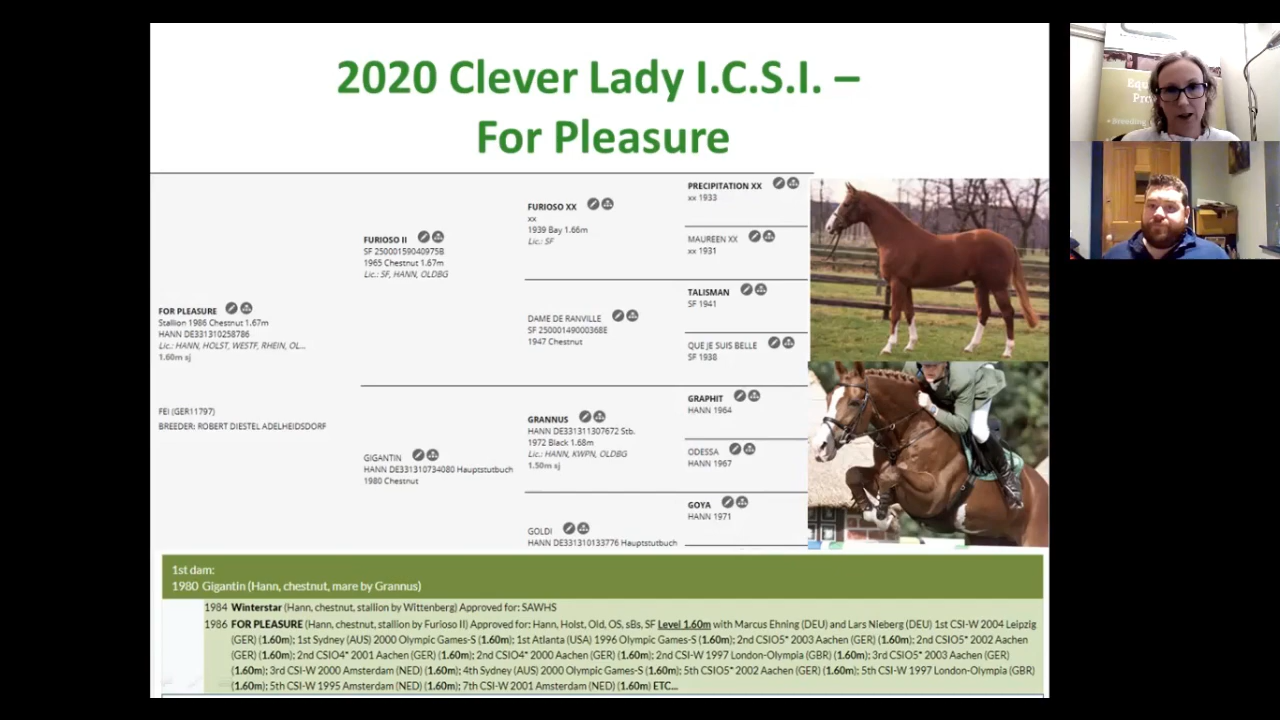 2020 Clever Lady I.C.S.I. –
For Pleasure
FOR PLEASURE
Stallion 1986 Chestnut 1.67m
HANN DE331310258786
Lic.: HANN, HOLST, WESTF, RHEIN, OL...
1.60m sj
FEI (GER11797)
BREEDER: ROBERT DIESTEL ADELHEIDSDORF
FURIOSO II
SF 25000159040975B
1965 Chestnut 1.67m
Lic.: SF, HANN, OLDBG
GIGANTIN
HANN DE331310734080 Hauptstutbuch
1980 Chestnut
FURIOSO XX
xx
1939 Bay 1.66m
Lic.: SF
DAME DE RANVILLE
SF 25000149000368E
1947 Chestnut
GRANNUS
HANN DE331311307672 Stb.
1972 Black 1.68m
Lic.: HANN, KWPN, OLDBG
1.50m sj
GOLDI
HANN DE331310133776 Hauptstutbuch
PRECIPITATION XX
xx 1933
MAUREEN XX
xx 1931
TALISMAN
SF 1941
QUE JE SUIS BELLE
SF 1938
GRAPHIT
HANN 1964
ODESSA
HANN 1967
GOYA
HANN 1971
1st dam:
1980 Gigantin (Hann, chestnut, mare by Grannus)
1984 Winterstar (Hann, chestnut, stallion by Wittenberg) Approved for: SAWHS
1986 FOR PLEASURE (Hann, chestnut, stallion by Furioso II) Approved for: Hann, Holst, Old, OS, sBs, SF Level 1.60m with Marcus Ehning (DEU) and Lars Nieberg (DEU) 1st CSI-W 2004 Leipzig
(GER) (1.60m); 1st Sydney (AUS) 2000 Olympic Games-S (1.60m); 1st Atlanta (USA) 1996 Olympic Games-S (1.60m); 2nd CSIO5* 2003 Aachen (GER) (1.60m); 2nd CSIO5* 2002 Aachen
(GER) (1.60m); 2nd CSIO4* 2001 Aachen (GER) (1.60m); 2nd CSIO4* 2000 Aachen (GER) (1.60m); 2nd CSI-W 1997 London-Olympia (GBR) (1.60m); 3rd CSIO5* 2003 Aachen (GER)
(1.60m); 3rd CSI-W 2000 Amsterdam (NED) (1.60m); 4th Sydney (AUS) 2000 Olympic Games-S (1.60m); 5th CSIO5* 2002 Aachen (GER) (1.60m); 5th CSI-W 1997 London-Olympia (GBR)
(1.60m); 5th CSI-W 1995 Amsterdam (NED) (1.60m); 7th CSI-W 2001 Amsterdam (NED) (1.60m) ETC...
Equ
Pro
• Breeding